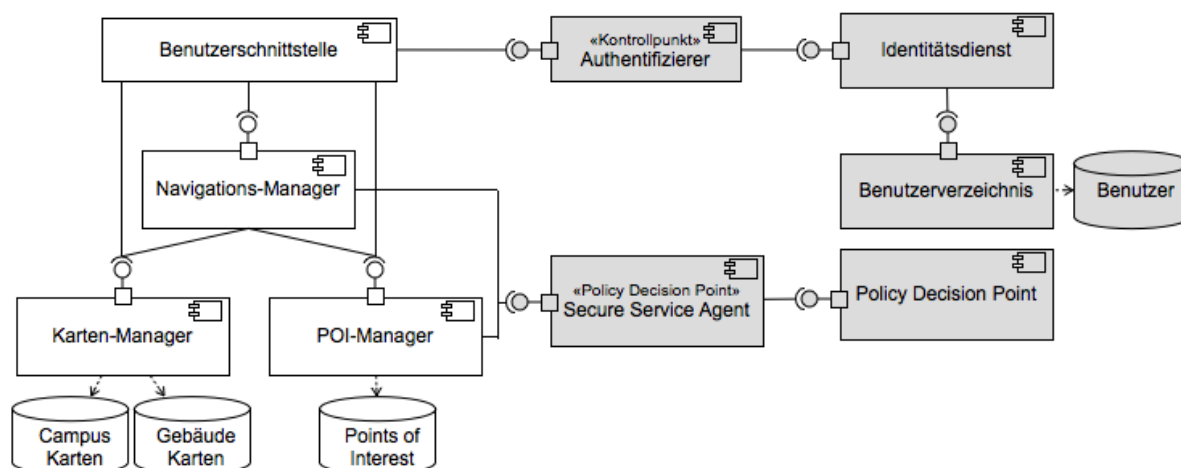 Benutzerschnittstelle
«Kontrollpunkt»
Authentifizierer
Identitätsdienst
Navigations-Manager
Benutzerverzeichnis
Benutzer
Karten-Manager
POI-Manager
«Policy Decision Point»
Secure Service Agent
Policy Decision Point
Campus
Karten
Gebäude
Karten
Points of
Interest